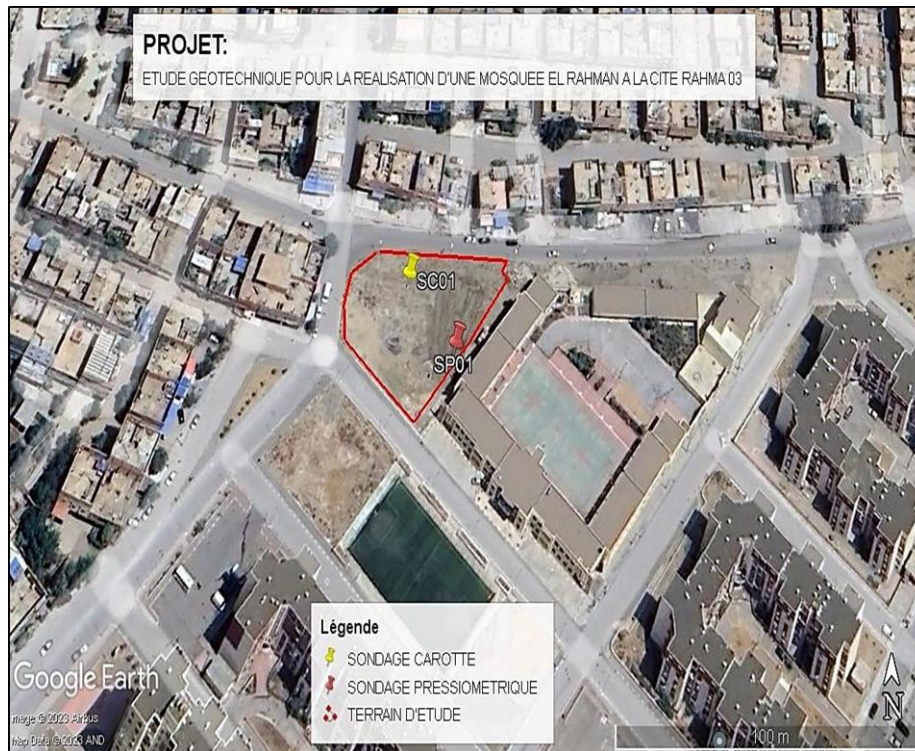 PROJET:
ETUDE GEOTECHNIQUE POUR LA REALISATION D'UNE MOSQUEE EL RAHMAN A LA CITE RAHMA 03
SC01
SP01
Légende
SONDAGE CAROTTE
SONDAGE PRESSIOMETRIQUE
TERRAIN D'ETUDE
Google Earth
Image © 2023 Airbus
Map Data © 2023 AND
100 m
N